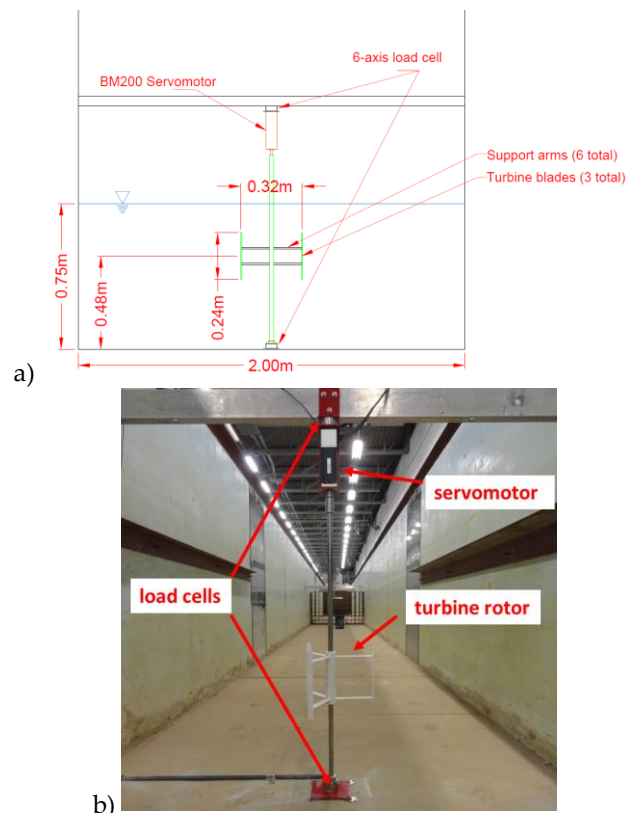 6-axis load cell
BM200 Servomotor
Support arms (6 total)
0.32m
Turbine blades (3 total)
0.75m
0.48m
0.24m
2.00m
a)
servomotor
load cells
turbine rotor
b)